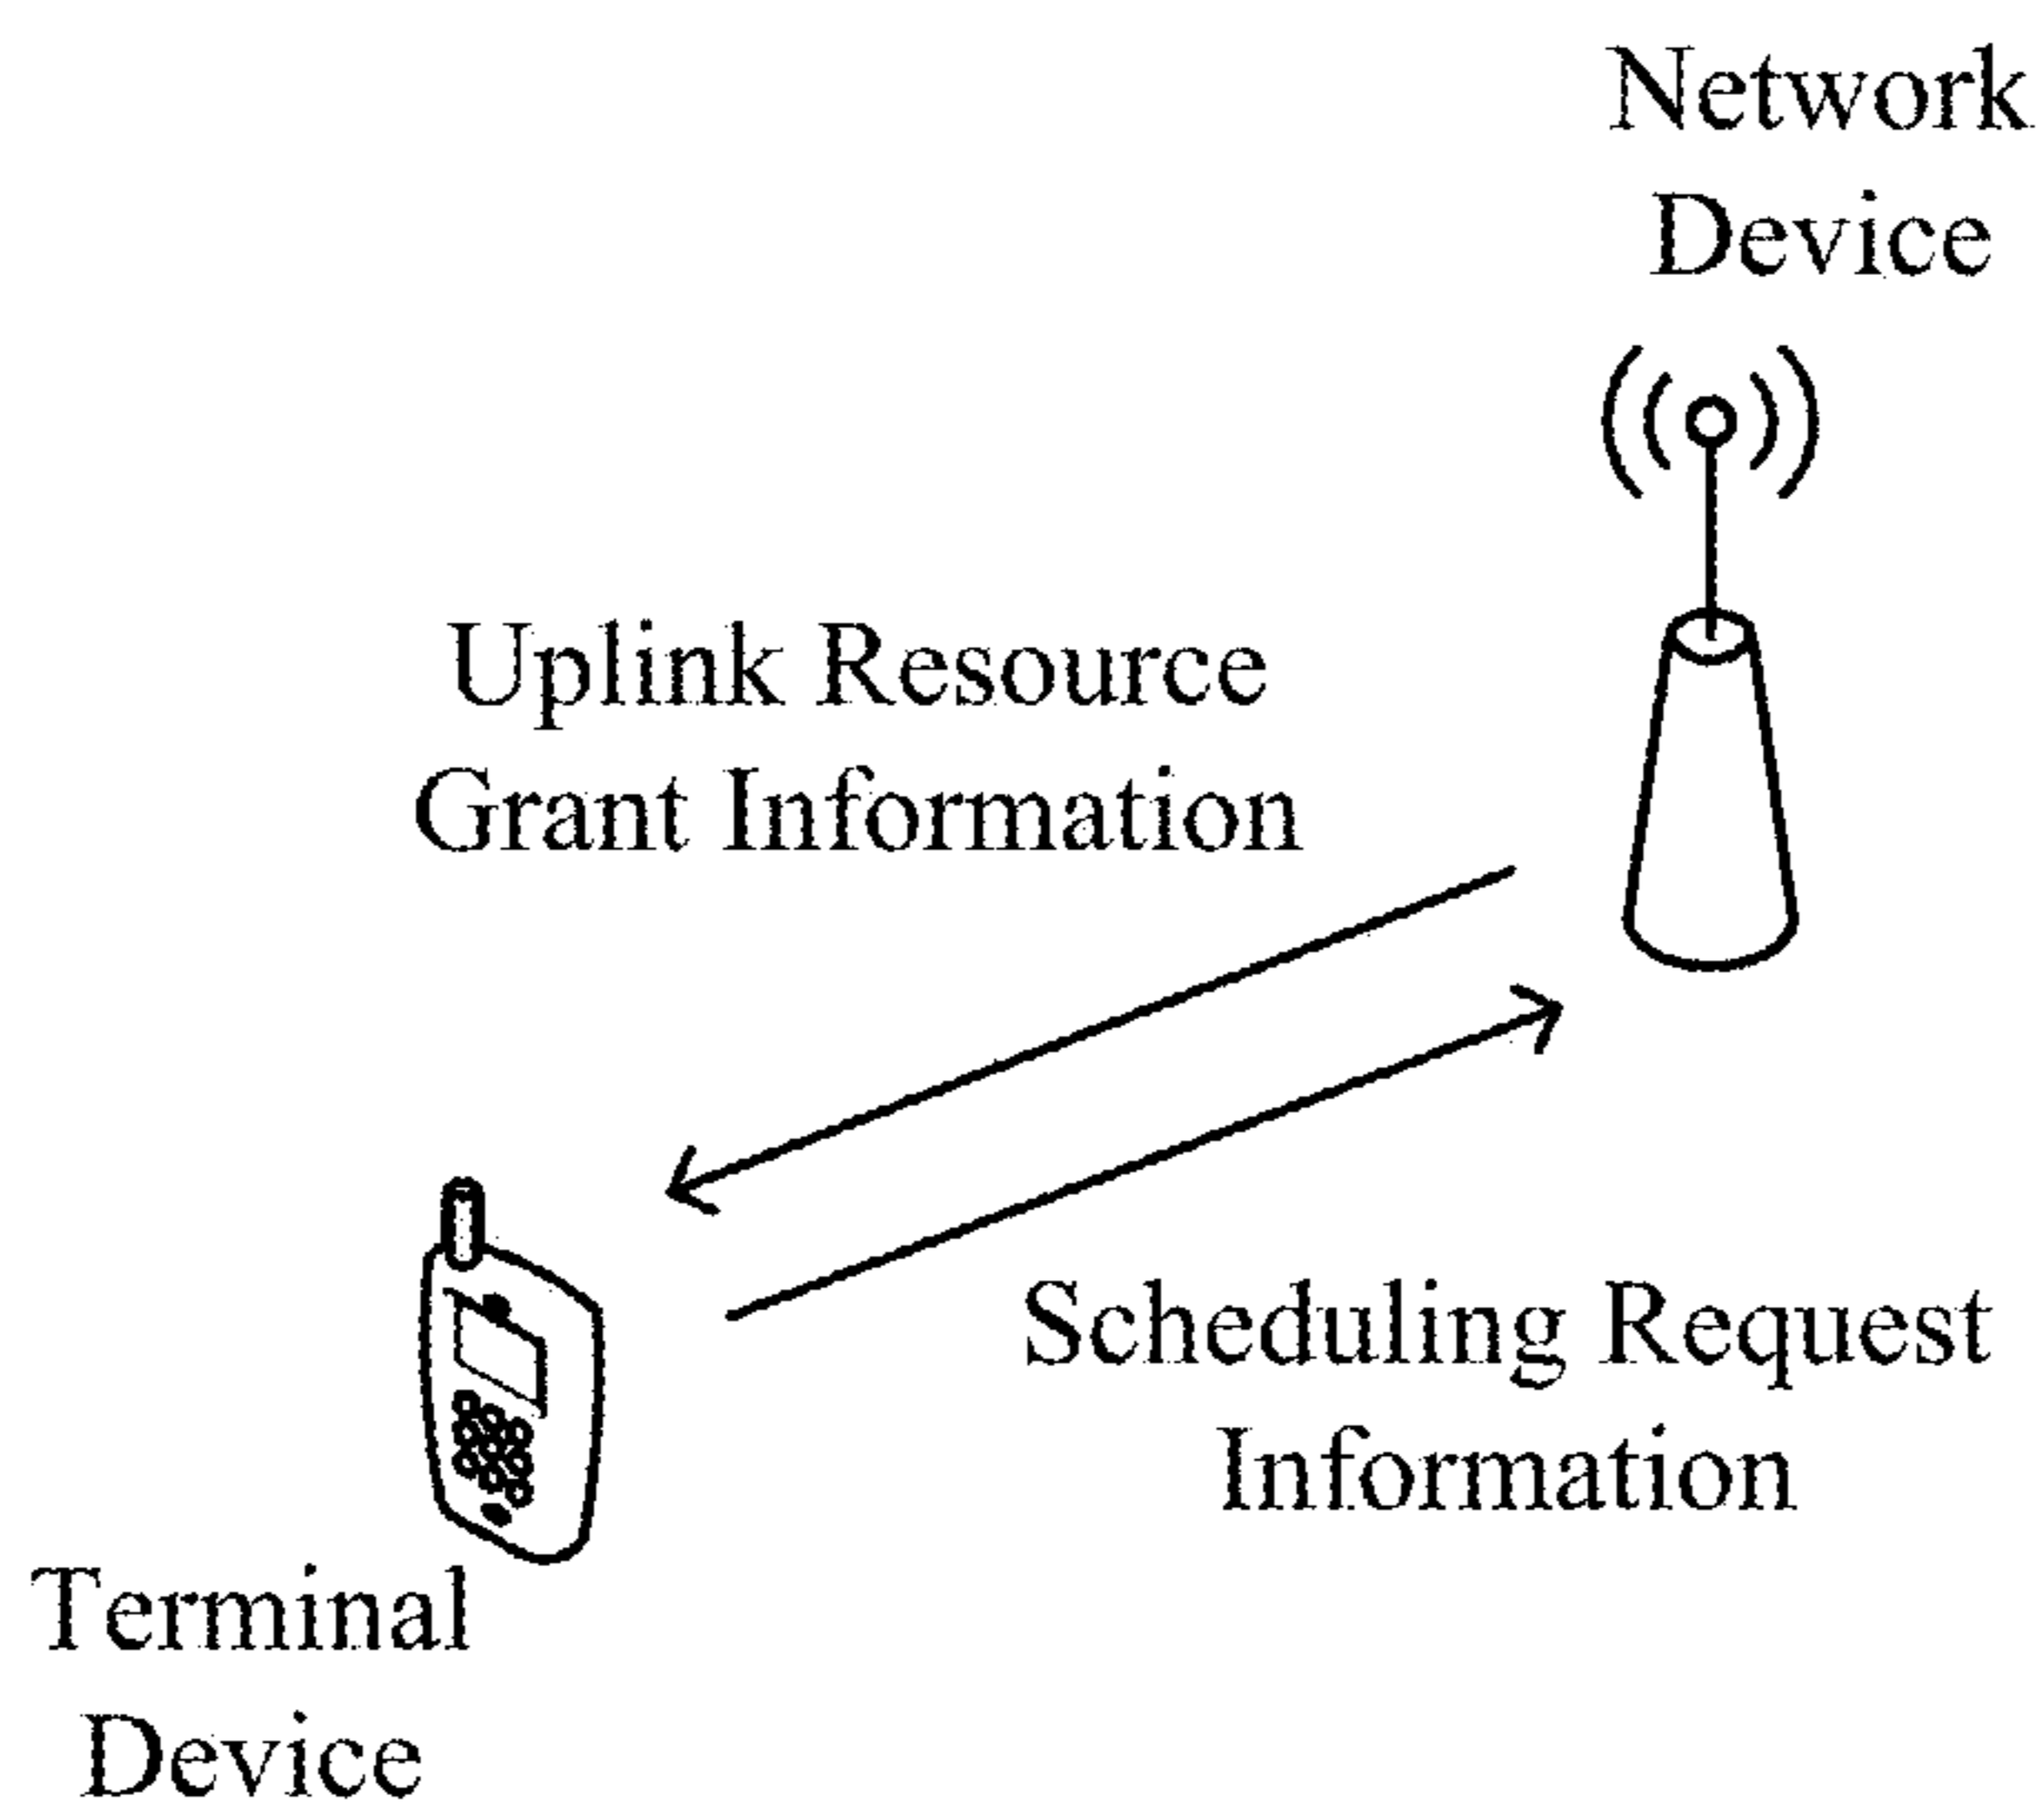 Network
Device
Uplink Resource
Grant Information
Scheduling Request
Information
Terminal
Device